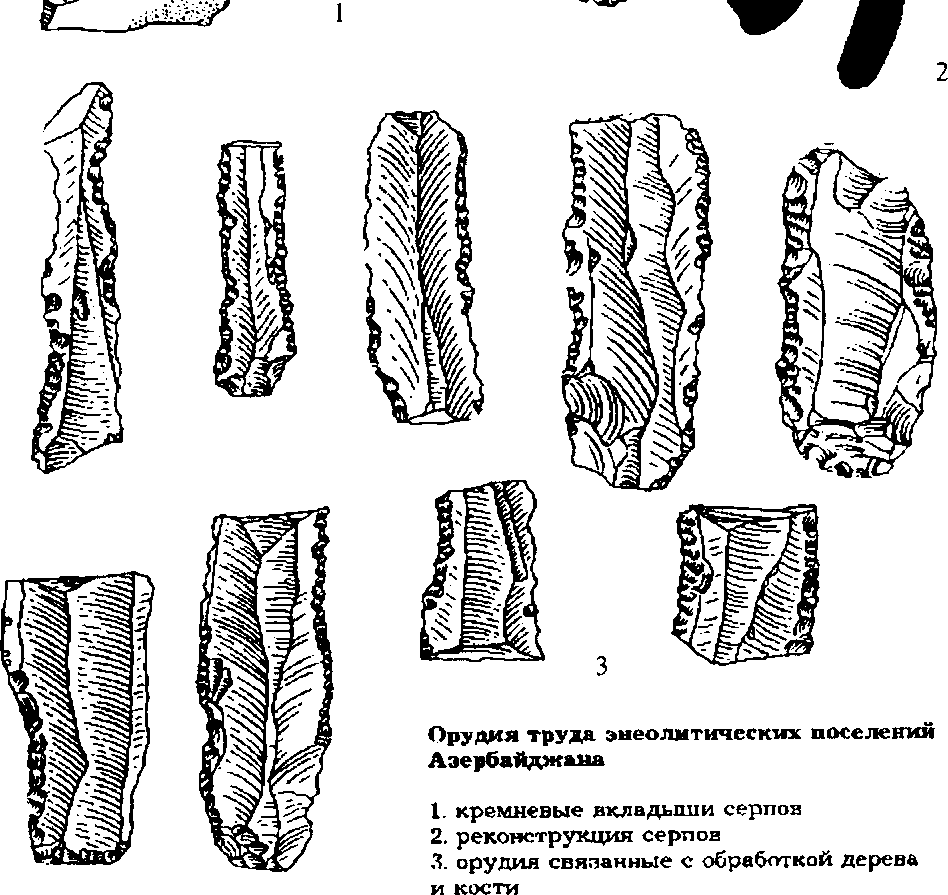 1
2
3
Орудия труда энеолитических поселений
Азербайджана
1. кремневые вкладыши серпов
2. реконструкция серпов
3. орудия связанные с обработкой дерева
и кости